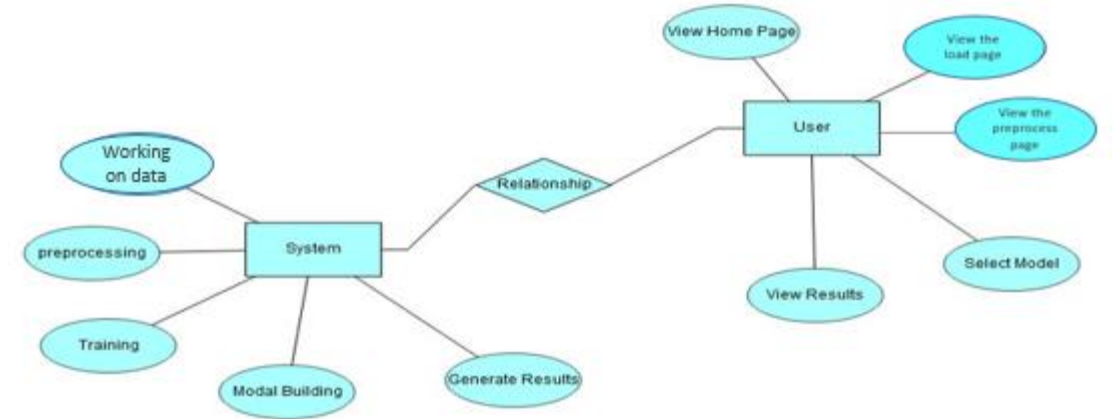 View Home Page
View the
load page
View the
preprocess
page
User
Working
on data
Relationship
System
preprocessing
Select Model
View Results
Training
Modal Building
Generate Results